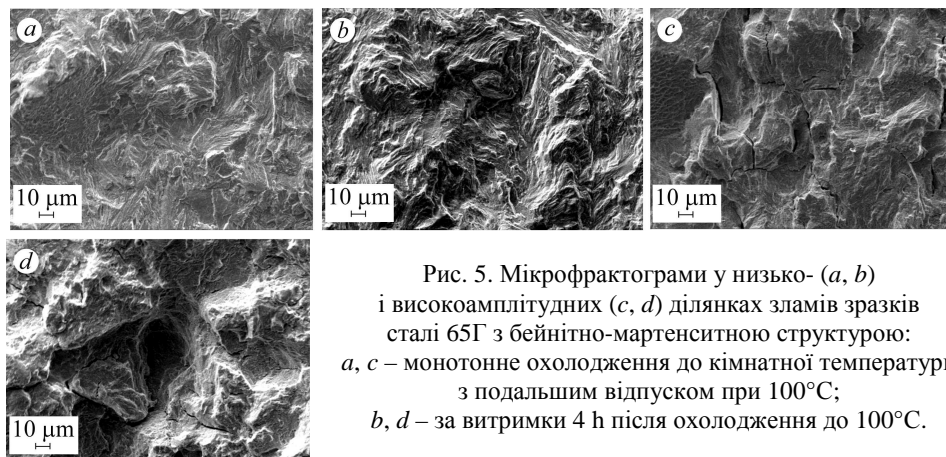 a
b
c
10 μm
10 μm
10 μm
d
10 μm
Рис. 5. Мікрофрактограми у низько- (a, b)
і високоамплітудних (c, d) ділянках зламів зразків
сталі 65Г з бейнітно-мартенситною структурою:
a, c – монотонне охолодження до кімнатної температури
з подальшим відпуском при 100°C;
b, d – за витримки 4 h після охолодження до 100°C.